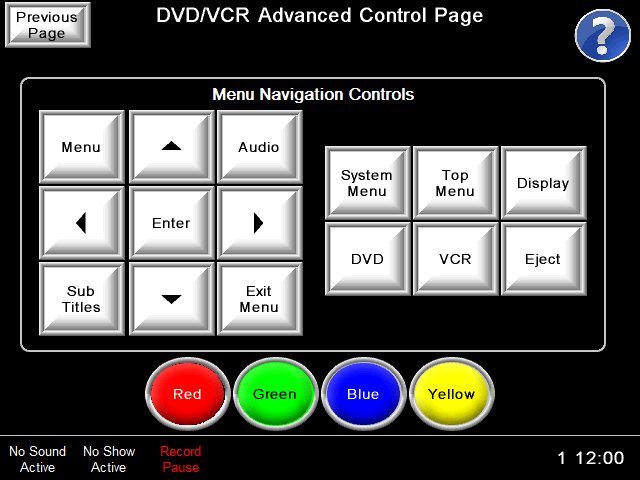 Previous
Page
DVD/VCR Advanced Control Page
?
Menu Navigation Controls
Menu
Audio
System
Menu
Top
Menu
Display
Enter
Sub
Titles
Exit
Menu
DVD
VCR
Eject
Red
Green
Blue
Yellow
No Sound
Active
No Show
Active
Record
Pause
1 12:00